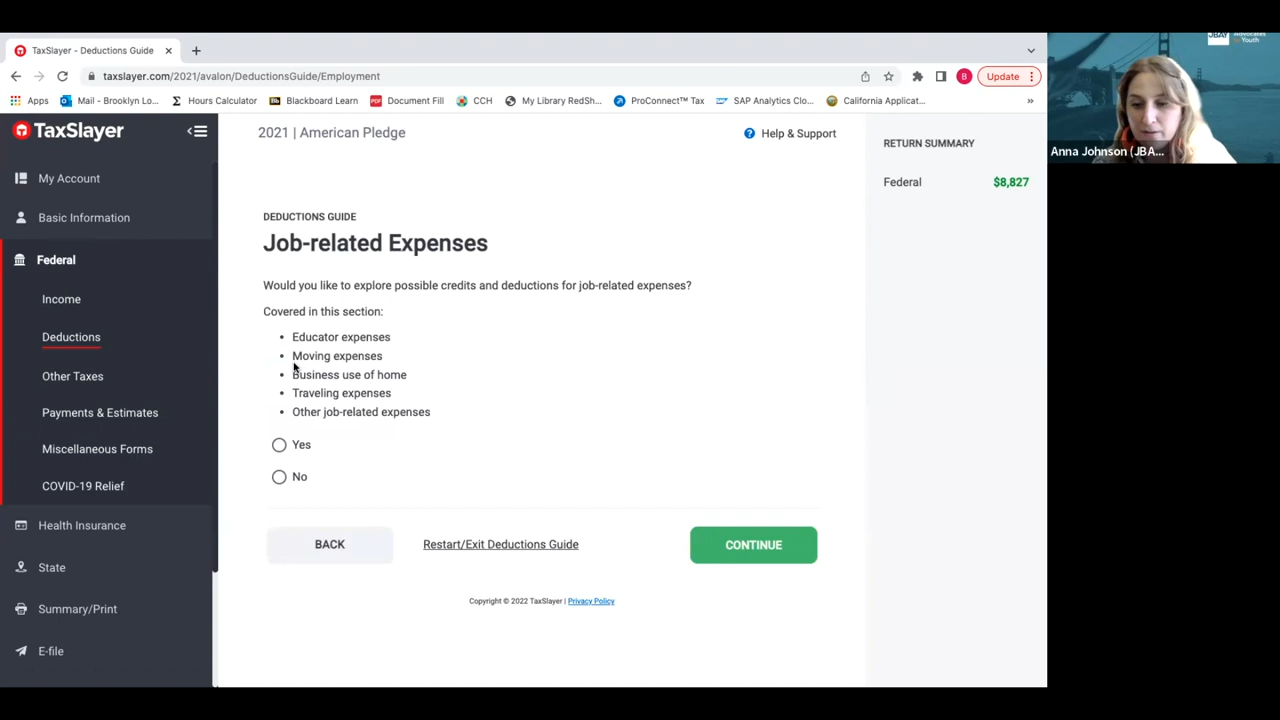 TaxSlayer - Deductions Guide
taxslayer.com/2021/avalon/DeductionsGuide/Employment
B
Update
Apps
Mail - Brooklyn Lo...
Hours Calculator
Bb
Blackboard Learn
PDF
Document Fill
CCH
My Library RedSh...
ProConnect™ Tax
SAP Analytics Clo...
California Applicat...
»
TaxSlayer
2021 | American Pledge
Help & Support
My Account
Basic Information
Federal
Income
Deductions
Other Taxes
Payments & Estimates
Miscellaneous Forms
COVID-19 Relief
Health Insurance
State
Summary/Print
E-file
DEDUCTIONS GUIDE
Job-related Expenses
Would you like to explore possible credits and deductions for job-related expenses?
Covered in this section:
• Educator expenses
• Moving expenses
• Business use of home
• Traveling expenses
• Other job-related expenses
Yes
No
BACK
Restart/Exit Deductions Guide
CONTINUE
Copyright © 2022 TaxSlayer | Privacy Policy
RETURN SUMMARY
Federal $8,827
JBAY
Advocates
Youth
Anna Johnson (JBA...